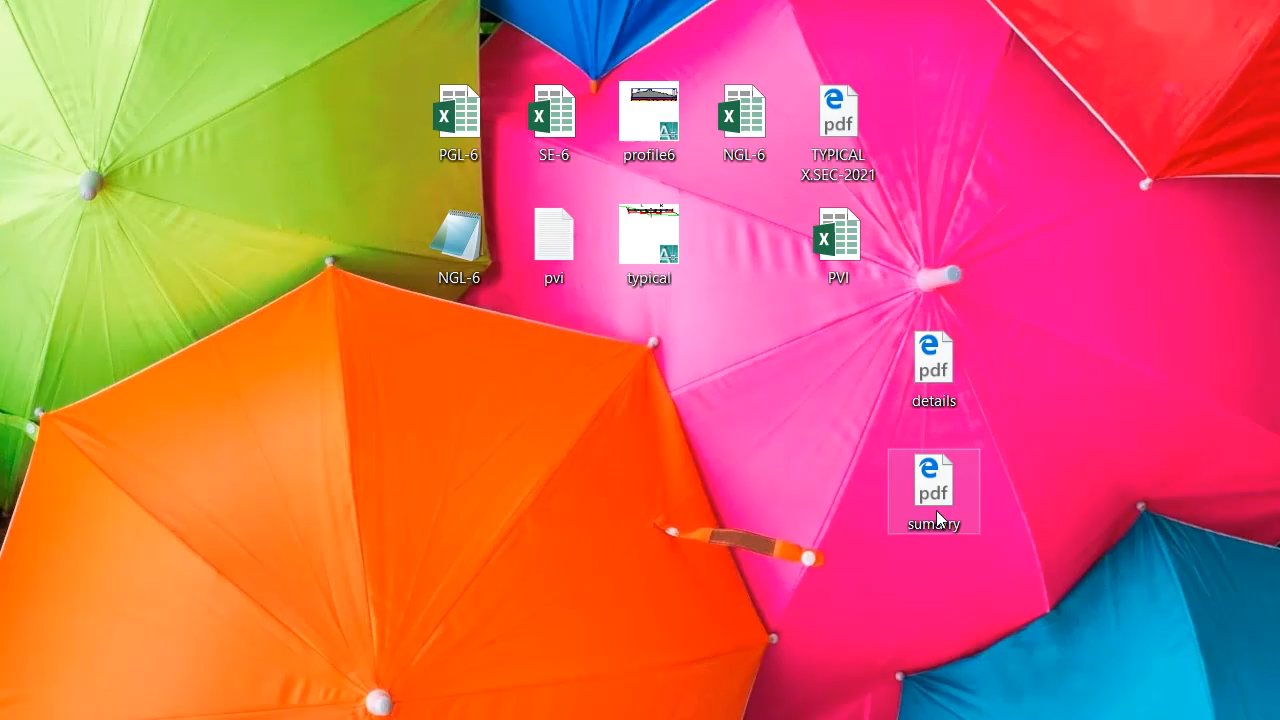 PGL-6
SE-6
profile6
NGL-6
TYPICAL
X.SEC-2021
NGL-6
pvi
typical
PVI
details